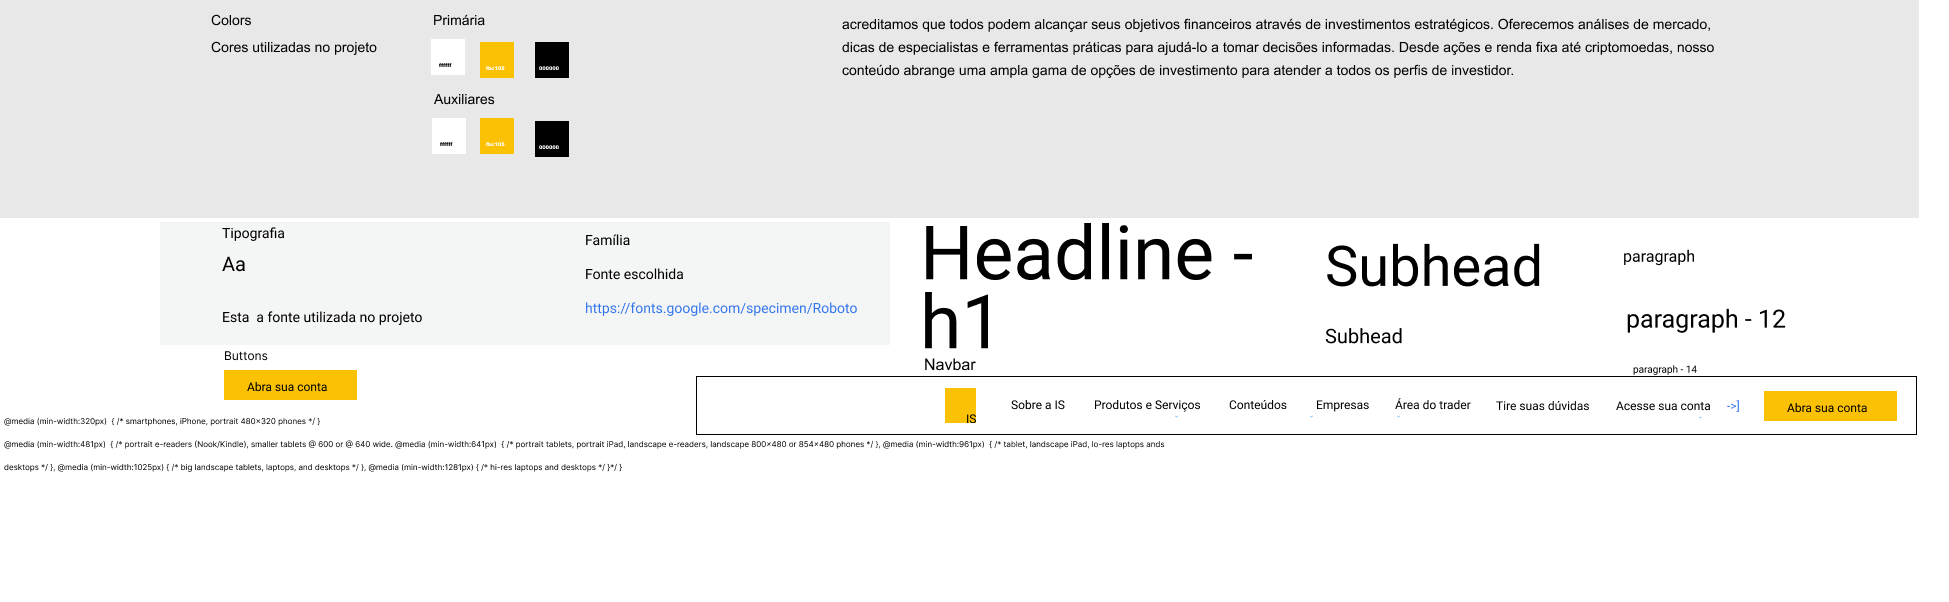 Colors
Cores utilizadas no projeto
Primária
ffffff
fbc105
000000
Auxiliares
ffffff
fbc105
000000
acreditamos que todos podem alcançar seus objetivos financeiros através de investimentos estratégicos. Oferecemos análises de mercado,
dicas de especialistas e ferramentas práticas para ajudá-lo a tomar decisões informadas. Desde ações e renda fixa até criptomoedas, nosso
conteúdo abrange uma ampla gama de opções de investimento para atender a todos os perfis de investidor.
Tipografia
Aa
Esta  a fonte utilizada no projeto
Família
Fonte escolhida
https://fonts.google.com/specimen/Roboto
Headline -
h1
Subhead
Subhead
paragraph
paragraph - 12
paragraph - 14
Buttons
Abra sua conta
Navbar
IS
Sobre a IS
Produtos e Serviços
Conteúdos
Empresas
Área do trader
Tire suas dúvidas
Acesse sua conta
->]
Abra sua conta
@media (min-width:320px)  { /* smartphones, iPhone, portrait 480x320 phones */ }
@media (min-width:481px)  { /* portrait e-readers (Nook/Kindle), smaller tablets @ 600 or @ 640 wide. @media (min-width:641px)  { /* portrait tablets, portrait iPad, landscape e-readers, landscape 800x480 or 854x480 phones */ }, @media (min-width:961px)  { /* tablet, landscape iPad, lo-res laptops ands
desktops */ }, @media (min-width:1025px) { /* big landscape tablets, laptops, and desktops */ }, @media (min-width:1281px) { /* hi-res laptops and desktops */ }*/ }